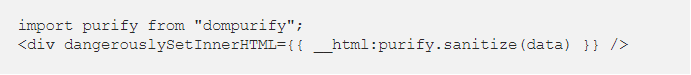 import purify from "dompurify";
<div dangerouslySetInnerHTML={{ __html:purify.sanitize(data) }} />